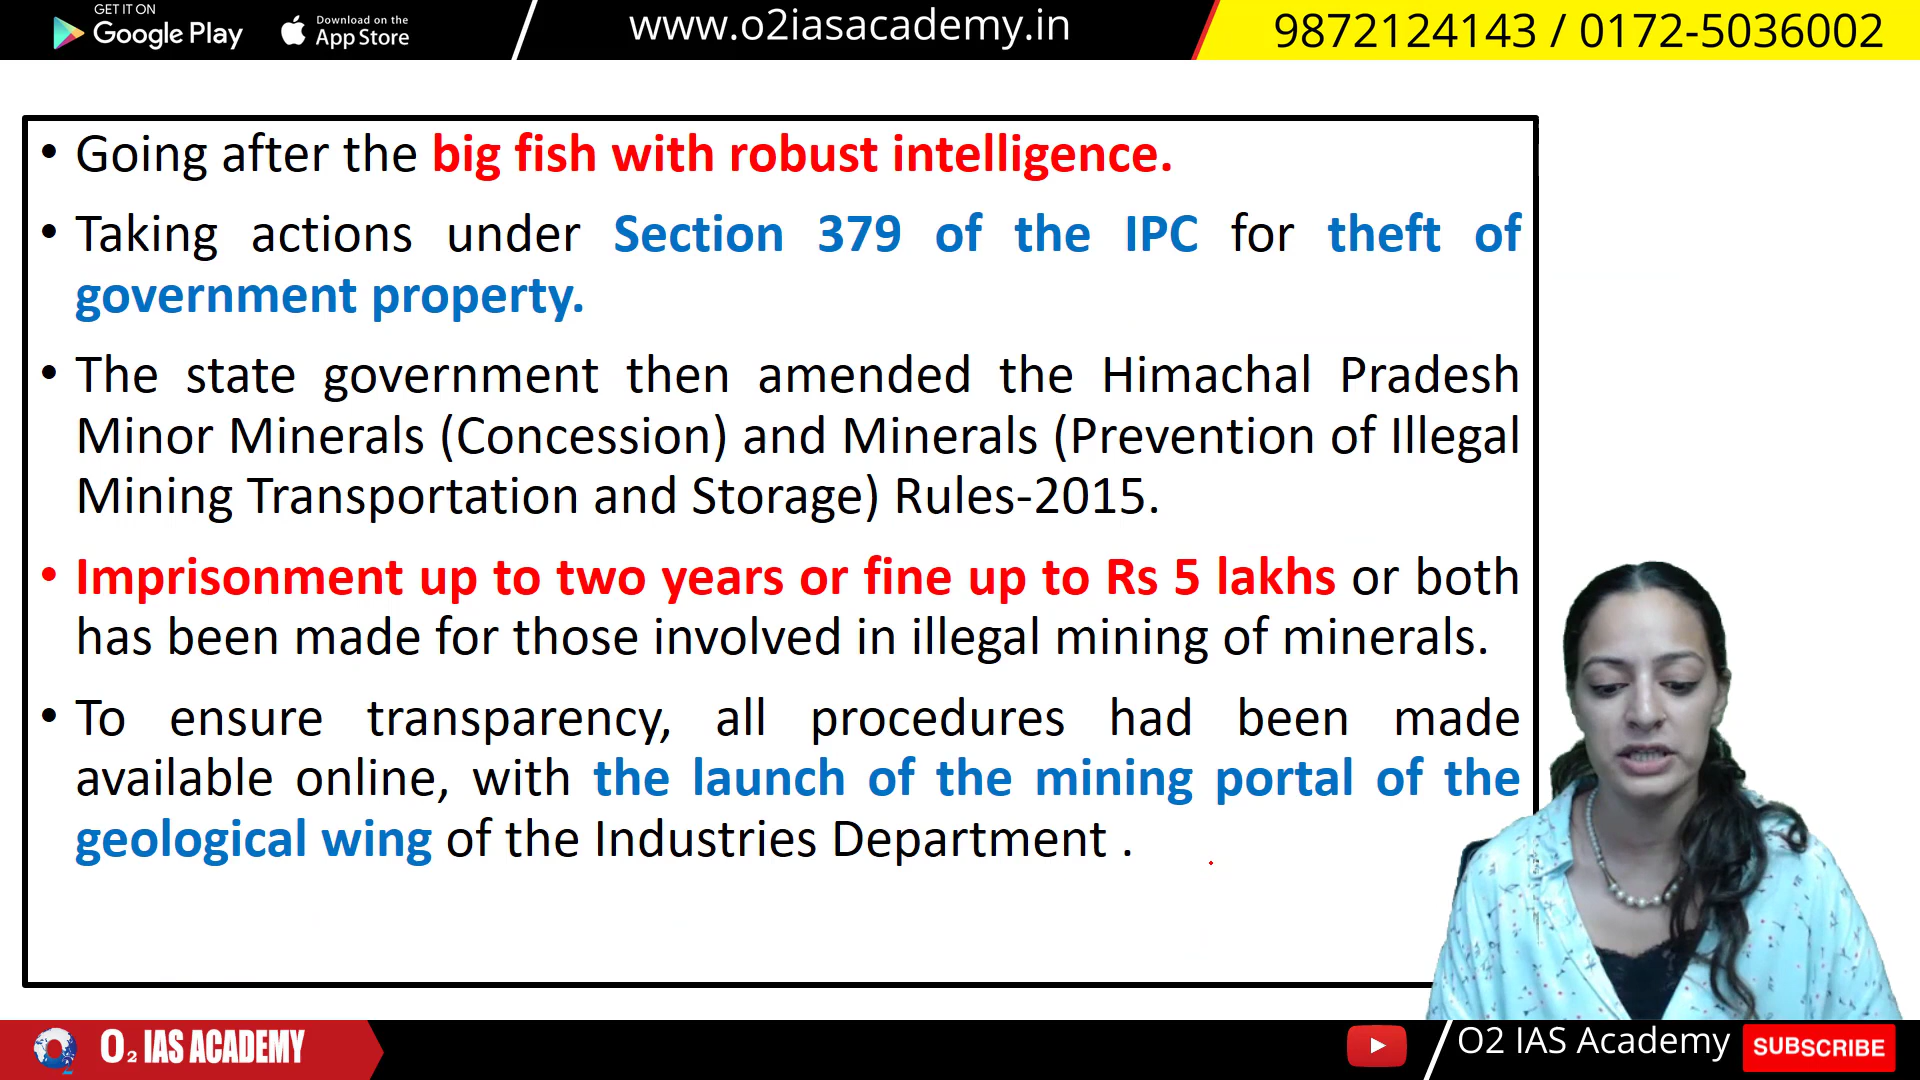 GET IT ON
Google Play
Download on the
App Store
www.o2iasacademy.in
9872124143 / 0172-5036002
• Going after the big fish with robust intelligence.
• Taking actions under Section 379 of the IPC for theft of
government property.
• The state government then amended the Himachal Pradesh
Minor Minerals (Concession) and Minerals (Prevention of Illegal
Mining Transportation and Storage) Rules-2015.
• Imprisonment up to two years or fine up to Rs 5 lakhs or both
has been made for those involved in illegal mining of minerals.
• To ensure transparency, all procedures had been made
available online, with the launch of the mining portal of the
geological wing of the Industries Department .
O2 IAS ACADEMY
O2 IAS Academy
SUBSCRIBE